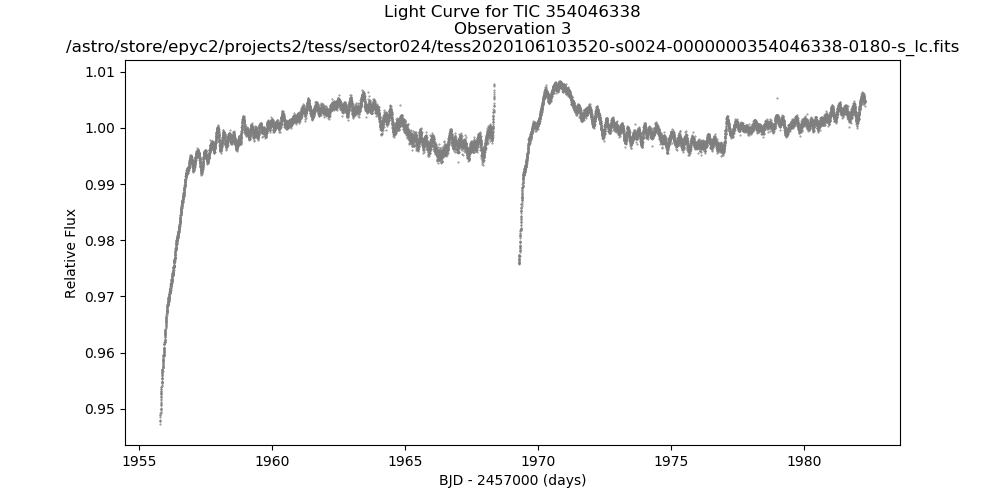 Light Curve for TIC 354046338
Observation 3
/astro/store/epyc2/projects2/tess/sector024/tess2020106103520-s0024-0000000354046338-0180-s_lc.fits
1.01
1.00
0.99
0.98
0.97
0.96
0.95
Relative Flux
1955
1960
1965
1970
1975
1980
BJD - 2457000 (days)